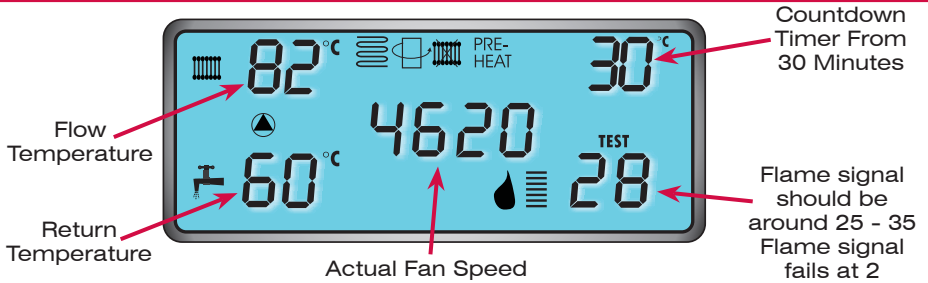 Countdown
Timer From
30 Minutes
82°C
PRE-
HEAT
30°C
Flow
Temperature
4620
TEST
60°C
28
Flame signal
should be
around 25 - 35
Flame signal
fails at 2
Return
Temperature
Actual Fan Speed